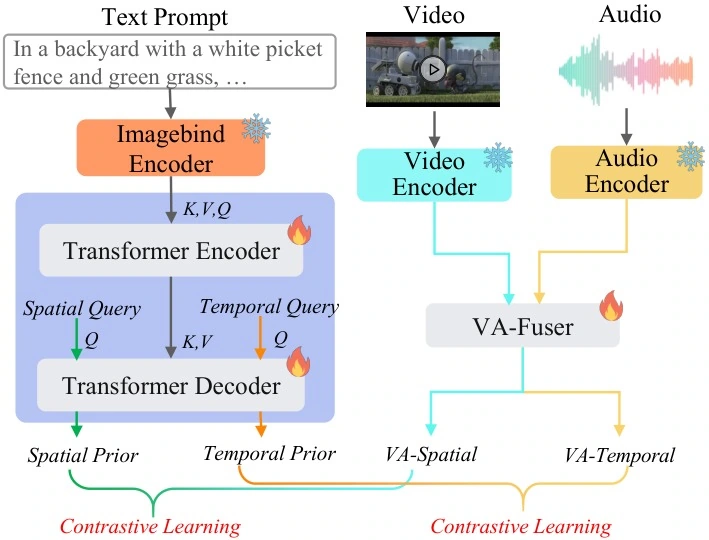 Text Prompt
In a backyard with a white picket
fence and green grass, …
Imagebind
Encoder
K,V,Q
Transformer Encoder
Spatial Query
Temporal Query
Q
K,V
Q
Transformer Decoder
Spatial Prior
Temporal Prior
Contrastive Learning
Video
Audio
Video
Encoder
Audio
Encoder
VA-Fuser
VA-Spatial
VA-Temporal
Contrastive Learning